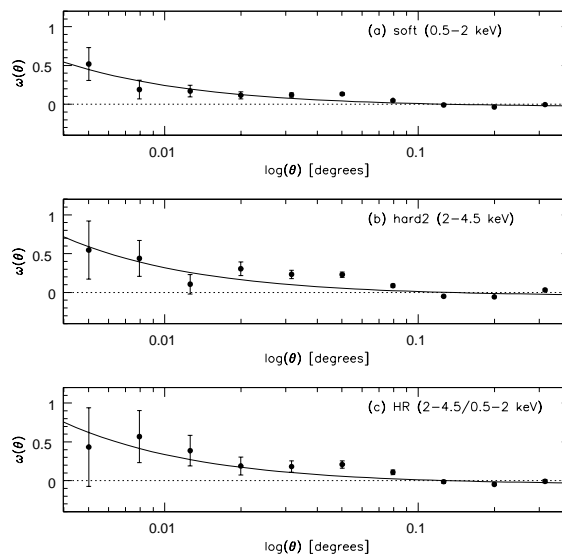 1
(a) soft (0.5−2 keV)
ω(θ)
0.5
0
0.01
0.1
log(θ) [degrees]
1
(b) hard2 (2−4.5 keV)
ω(θ)
0.5
0
0.01
0.1
log(θ) [degrees]
1
(c) HR (2−4.5/0.5−2 keV)
ω(θ)
0.5
0
0.01
0.1
log(θ) [degrees]